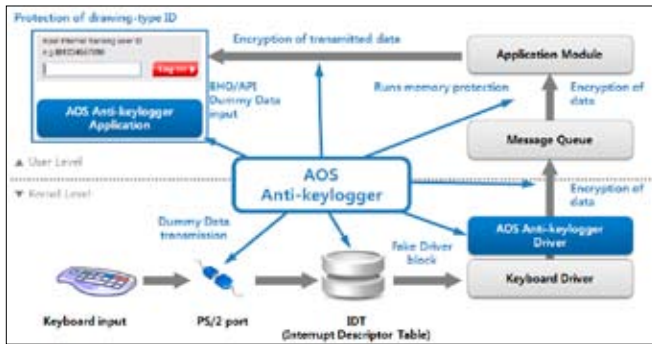 Protection of drawing-type ID
Encryption of transmitted data
Application Module
BHO/API
Dummy Data
input
Runs memory protection
Encryption of
data
AOS Anti-keylogger
Application
Message Queue
▲ User Level
AOS
Anti-keylogger
▼ Kernel Level
Encryption of
data
Dummy Data
transmission
AOS Anti-keylogger
Driver
Fake Driver
block
Keyboard Driver
Keyboard input
PS/2 port
IDT
(Interrupt Descriptor Table)